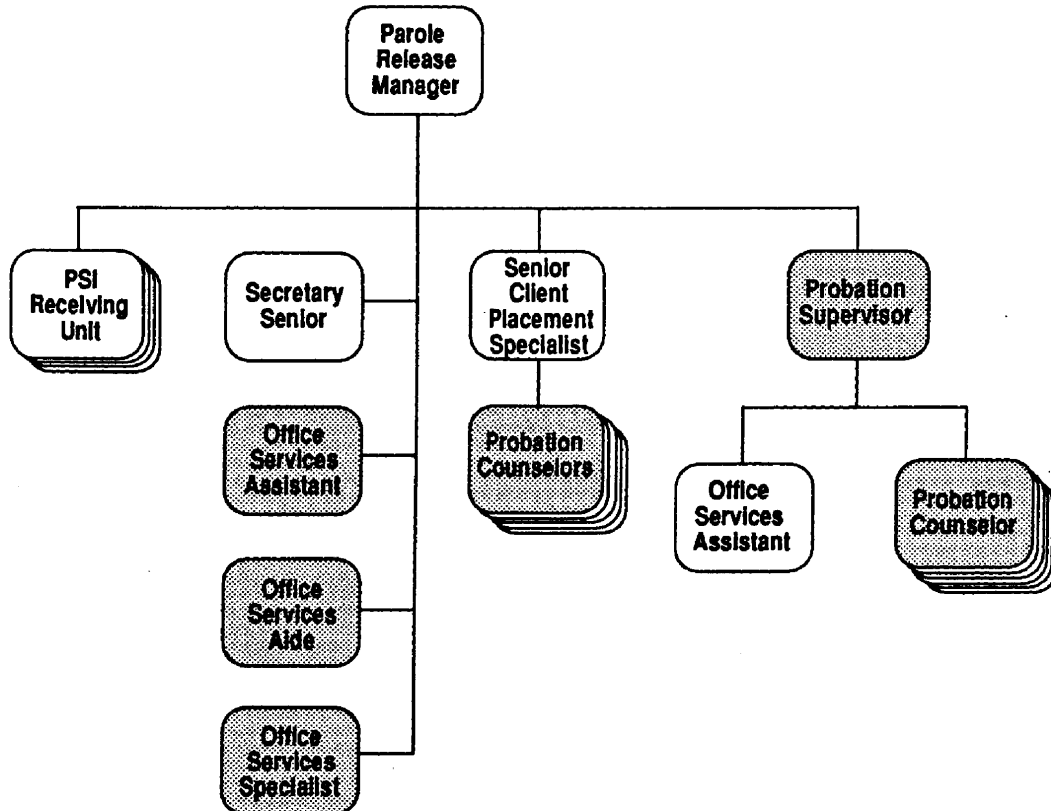 Parole
Release
Manager
PSI
Receiving
Unit
Secretary
Senior
Senior
Client
Placement
Specialist
Probation
Supervisor
Office
Services
Assistant
Probation
Counselors
Office
Services
Assistant
Probation
Counselor
Office
Services
Aide
Office
Services
Specialist